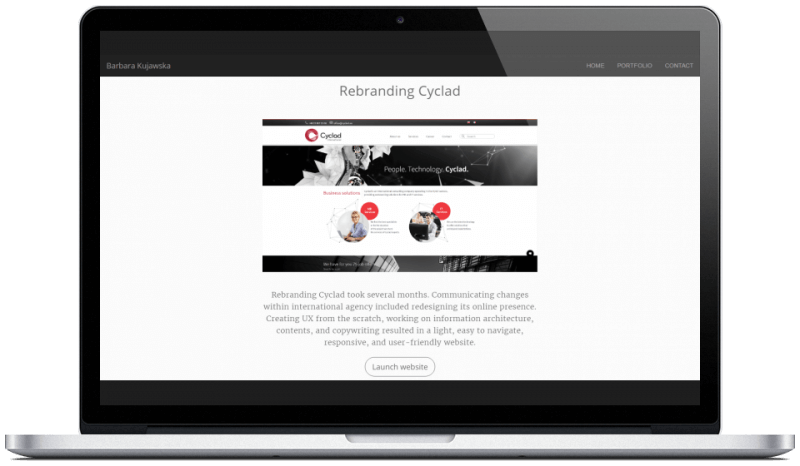 Barbara Kujawska
HOME PORTFOLIO CONTACT
Rebranding Cyclad
Cyclad
People. Technology. Cyclad.
Business solutions
Rebranding Cyclad took several months. Communicating changes
within international agency included redesigning its online presence.
Creating UX from the scratch, working on information architecture,
contents, and copywriting resulted in a light, easy to navigate,
responsive, and user-friendly website.
Launch website